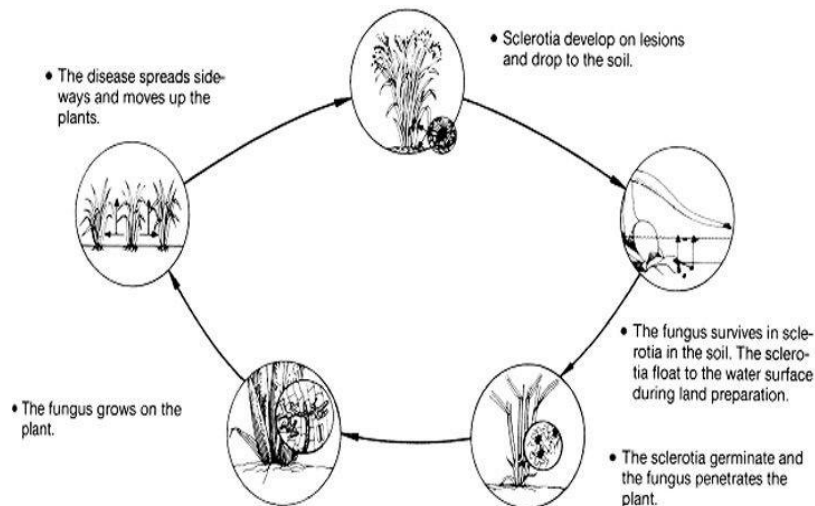 • Sclerotia develop on lesions
and drop to the soil.
• The disease spreads side-
ways and moves up the
plants.
• The fungus survives in scle-
rotia in the soil. The sclero-
tia float to the water surface
during land preparation.
• The fungus grows on the
plant.
• The sclerotia germinate and
the fungus penetrates the
plant.